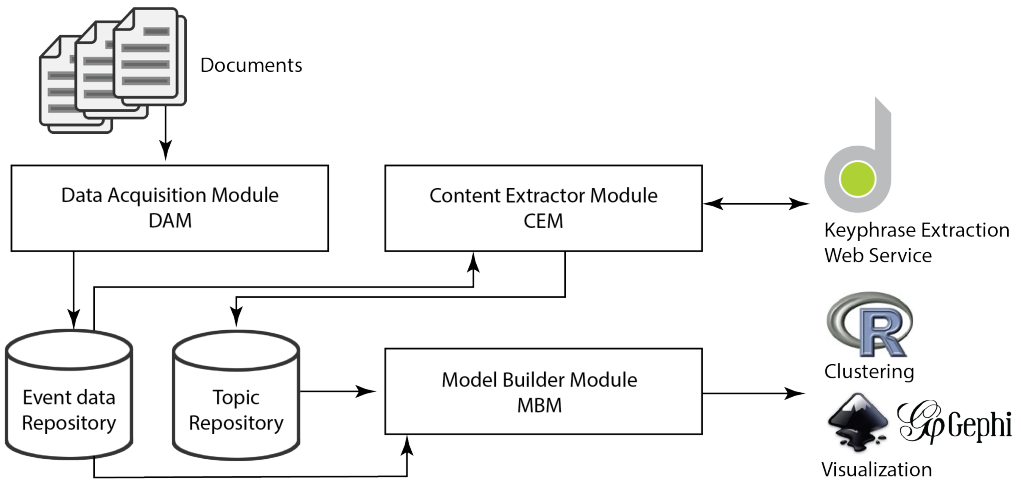 Documents
Data Acquisition Module
DAM
Content Extractor Module
CEM
Keyphrase Extraction
Web Service
Event data
Repository
Topic
Repository
Model Builder Module
MBM
R
Clustering
Gephi
Visualization